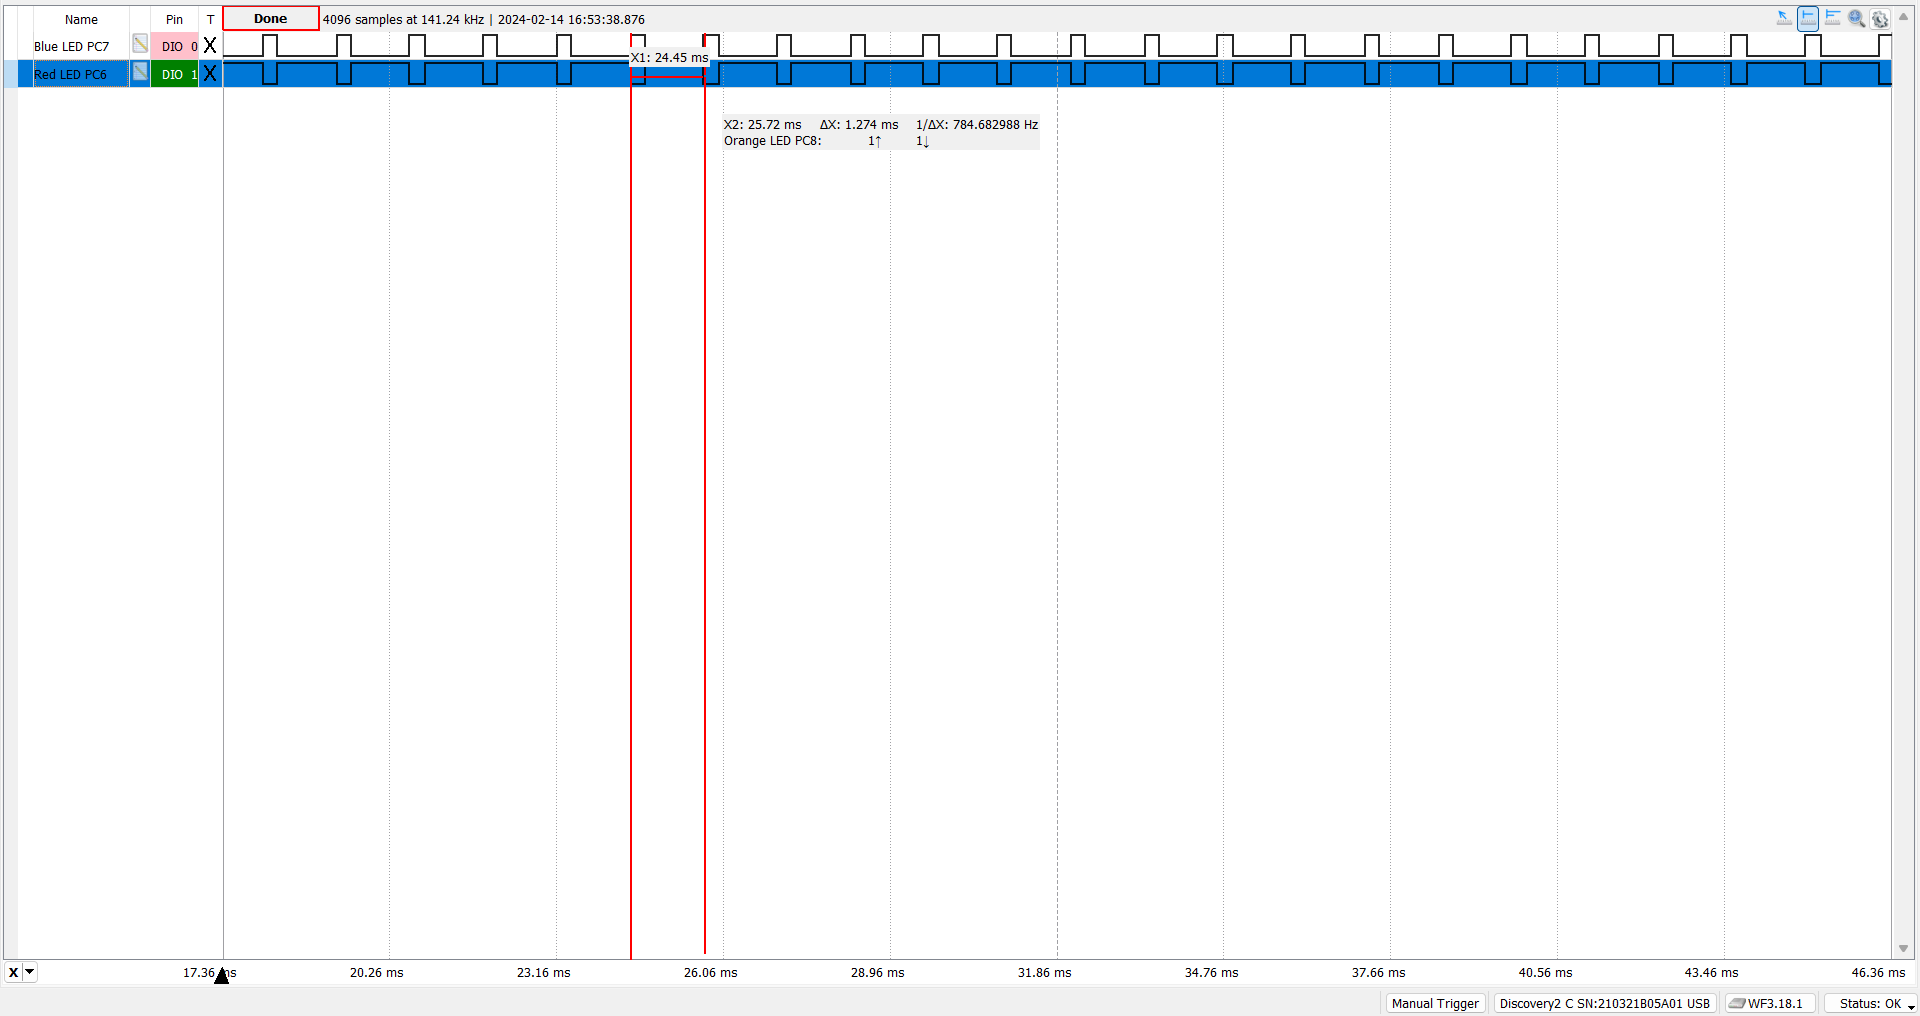 Name Pin T Done 4096 samples at 141.24 kHz | 2024-02-14 16:53:38.876
Blue LED PC7 DIO 0 X
X1: 24.45 ms
Red LED PC6 DIO 1 X
X2: 25.72 ms ΔX: 1.274 ms 1/ΔX: 784.682988 Hz
Orange LED PC8: 1↑ 1↓
X 17.36 ms 20.26 ms 23.16 ms 26.06 ms 28.96 ms 31.86 ms 34.76 ms 37.66 ms 40.56 ms 43.46 ms 46.36 ms
Manual Trigger Discovery2 C SN:210321B05A01 USB WF3.18.1 Status: OK